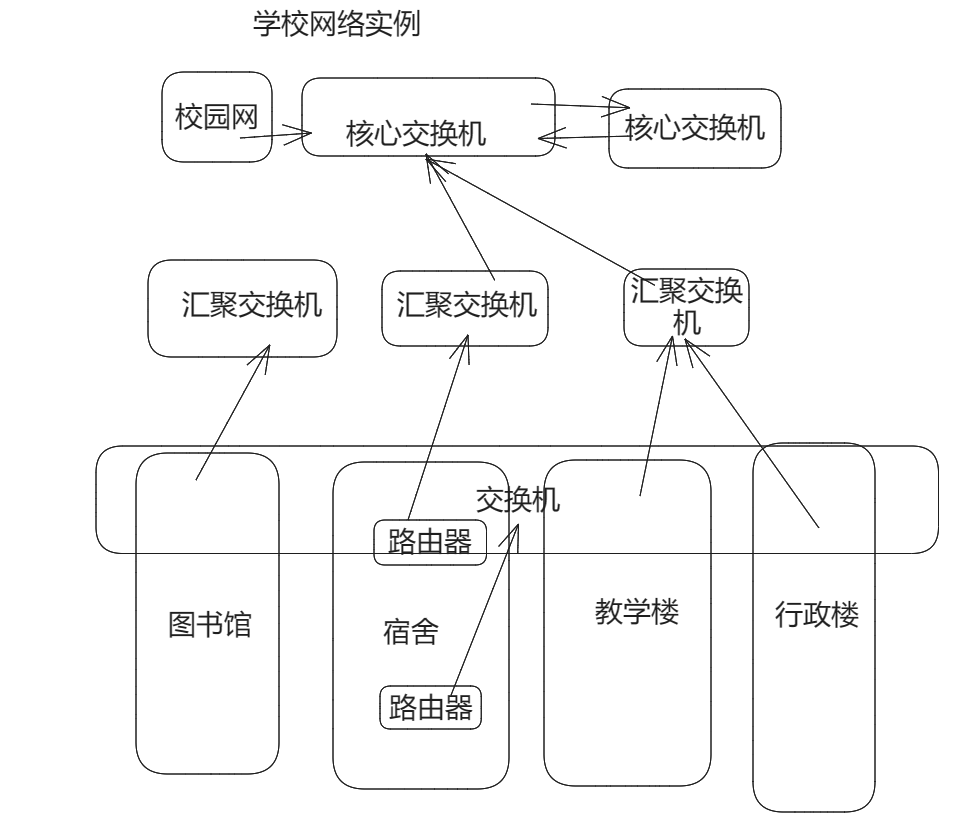 学校网络实例
校园网
核心交换机
核心交换机
汇聚交换机
汇聚交换机
汇聚交换
机
交换机
路由器
图书馆
宿舍
教学楼
行政楼
路由器